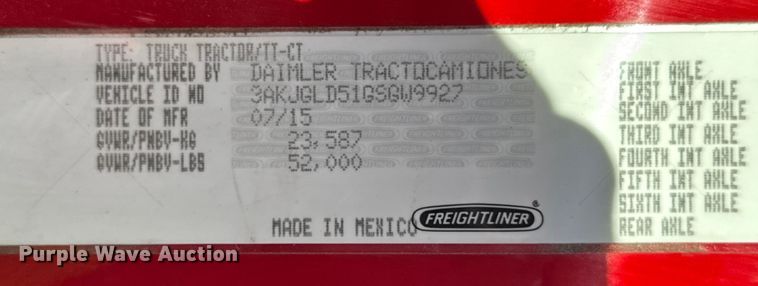 TYPE: TRUCK TRACTOR/TT-CT
MANUFACTURED BY DAIMLER TRACTOCAMIONES
VEHICLE ID NO 3AKJGLD51GSGW9927
DATE OF MFR 07/15
GVWR/PNBV-KG 23,587
GVWR/PNBV-LBS 52,000
MADE IN MEXICO
FREIGHTLINER
FRONT AXLE
FIRST INT AXLE
SECOND INT AXLE
THIRD INT AXLE
FOURTH INT AXLE
FIFTH INT AXLE
SIXTH INT AXLE
REAR AXLE
Purple Wave Auction